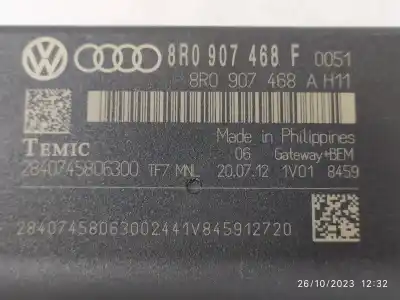 8R0 907 468 F 0051
8R0 907 468 A H11
TEMIC
Made in Philippines
06 Gateway+BEM
2840745806300 TF7 MNL 20.07.12 1V01 8459
28407458063002441V845912720
26/10/2023 12:32